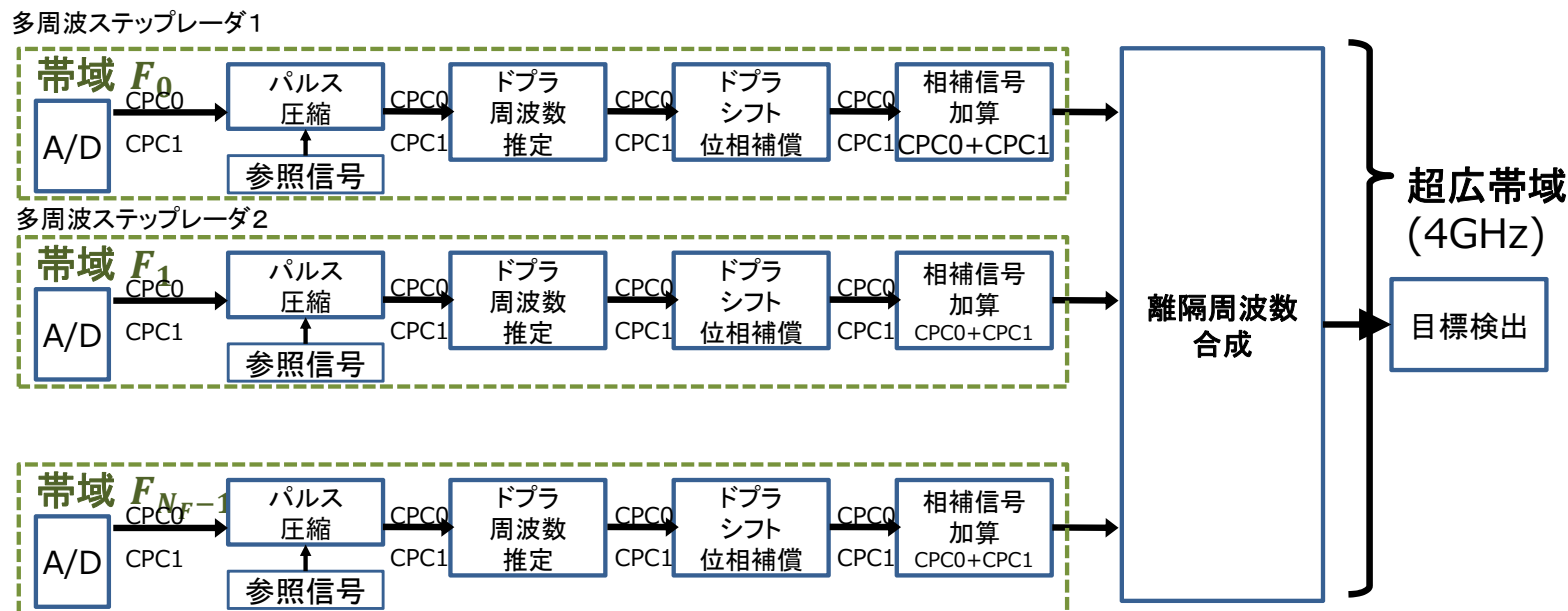 多周波ステップレーダ1
帯域 F_0
A/D
CPC0
CPC1
パルス
圧縮
参照信号
CPC0
CPC1
ドプラ
周波数
推定
CPC0
CPC1
ドプラ
シフト
位相補償
CPC0
CPC1
相補信号
加算
CPC0+CPC1
多周波ステップレーダ2
帯域 F_1
A/D
CPC0
CPC1
パルス
圧縮
参照信号
CPC0
CPC1
ドプラ
周波数
推定
CPC0
CPC1
ドプラ
シフト
位相補償
CPC0
CPC1
相補信号
加算
CPC0+CPC1
帯域 F_{N_F-1}
A/D
CPC0
CPC1
パルス
圧縮
参照信号
CPC0
CPC1
ドプラ
周波数
推定
CPC0
CPC1
ドプラ
シフト
位相補償
CPC0
CPC1
相補信号
加算
CPC0+CPC1
離隔周波数
合成
超広帯域
(4GHz)
目標検出